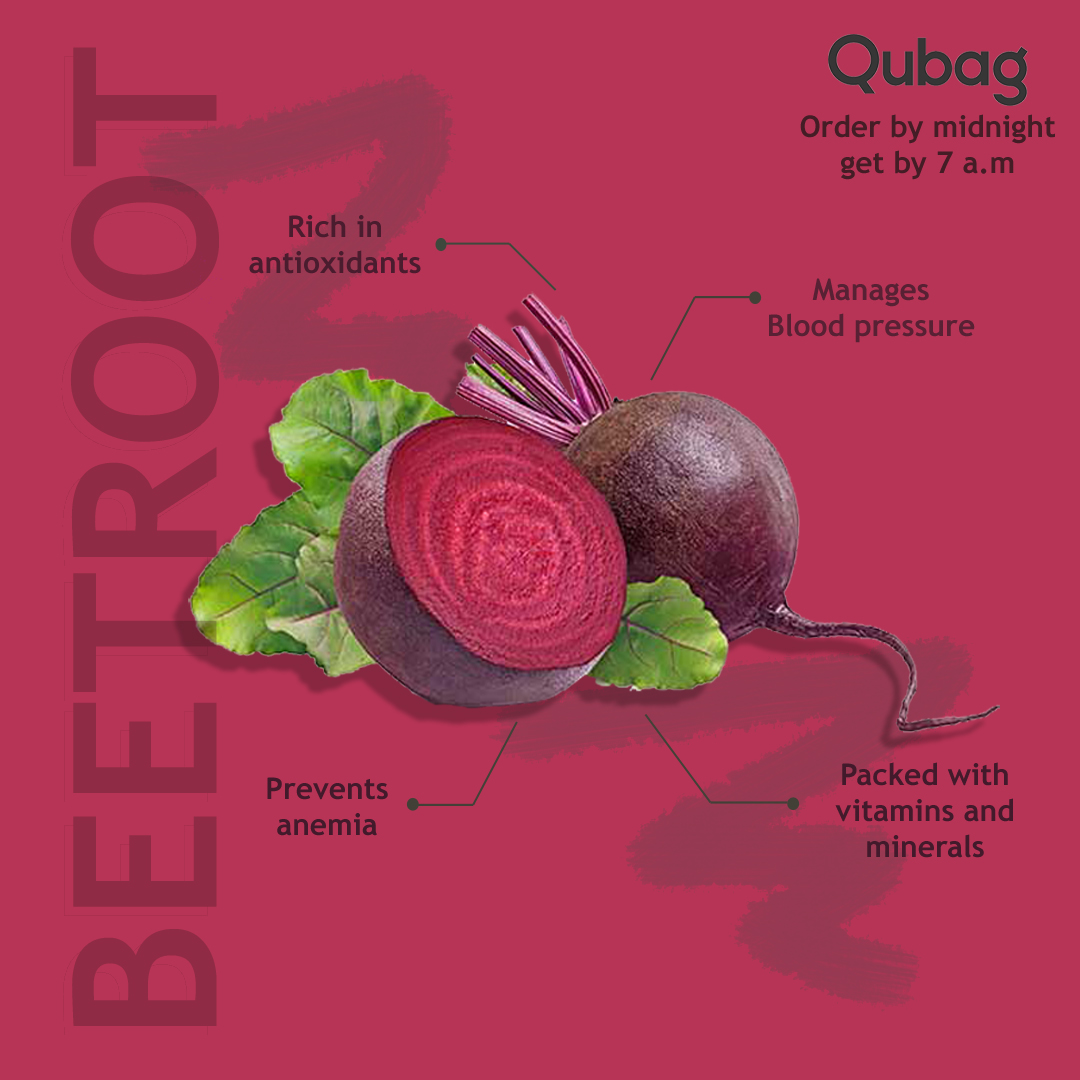 BEETROOT
Qubag
Order by midnight
get by 7 a.m
Rich in
antioxidants
Manages
Blood pressure
Prevents
anemia
Packed with
vitamins and
minerals